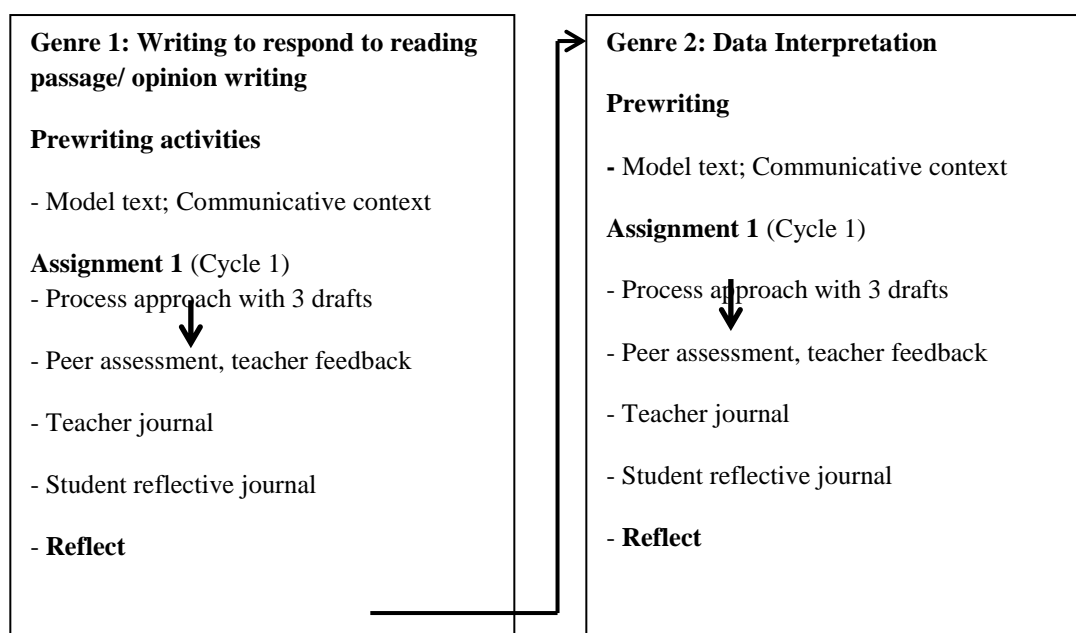 Genre 1: Writing to respond to reading
passage/ opinion writing
Prewriting activities
- Model text; Communicative context
Assignment 1 (Cycle 1)
- Process approach with 3 drafts
- Peer assessment, teacher feedback
- Teacher journal
- Student reflective journal
- Reflect
Genre 2: Data Interpretation
Prewriting
- Model text; Communicative context
Assignment 1 (Cycle 1)
- Process approach with 3 drafts
- Peer assessment, teacher feedback
- Teacher journal
- Student reflective journal
- Reflect